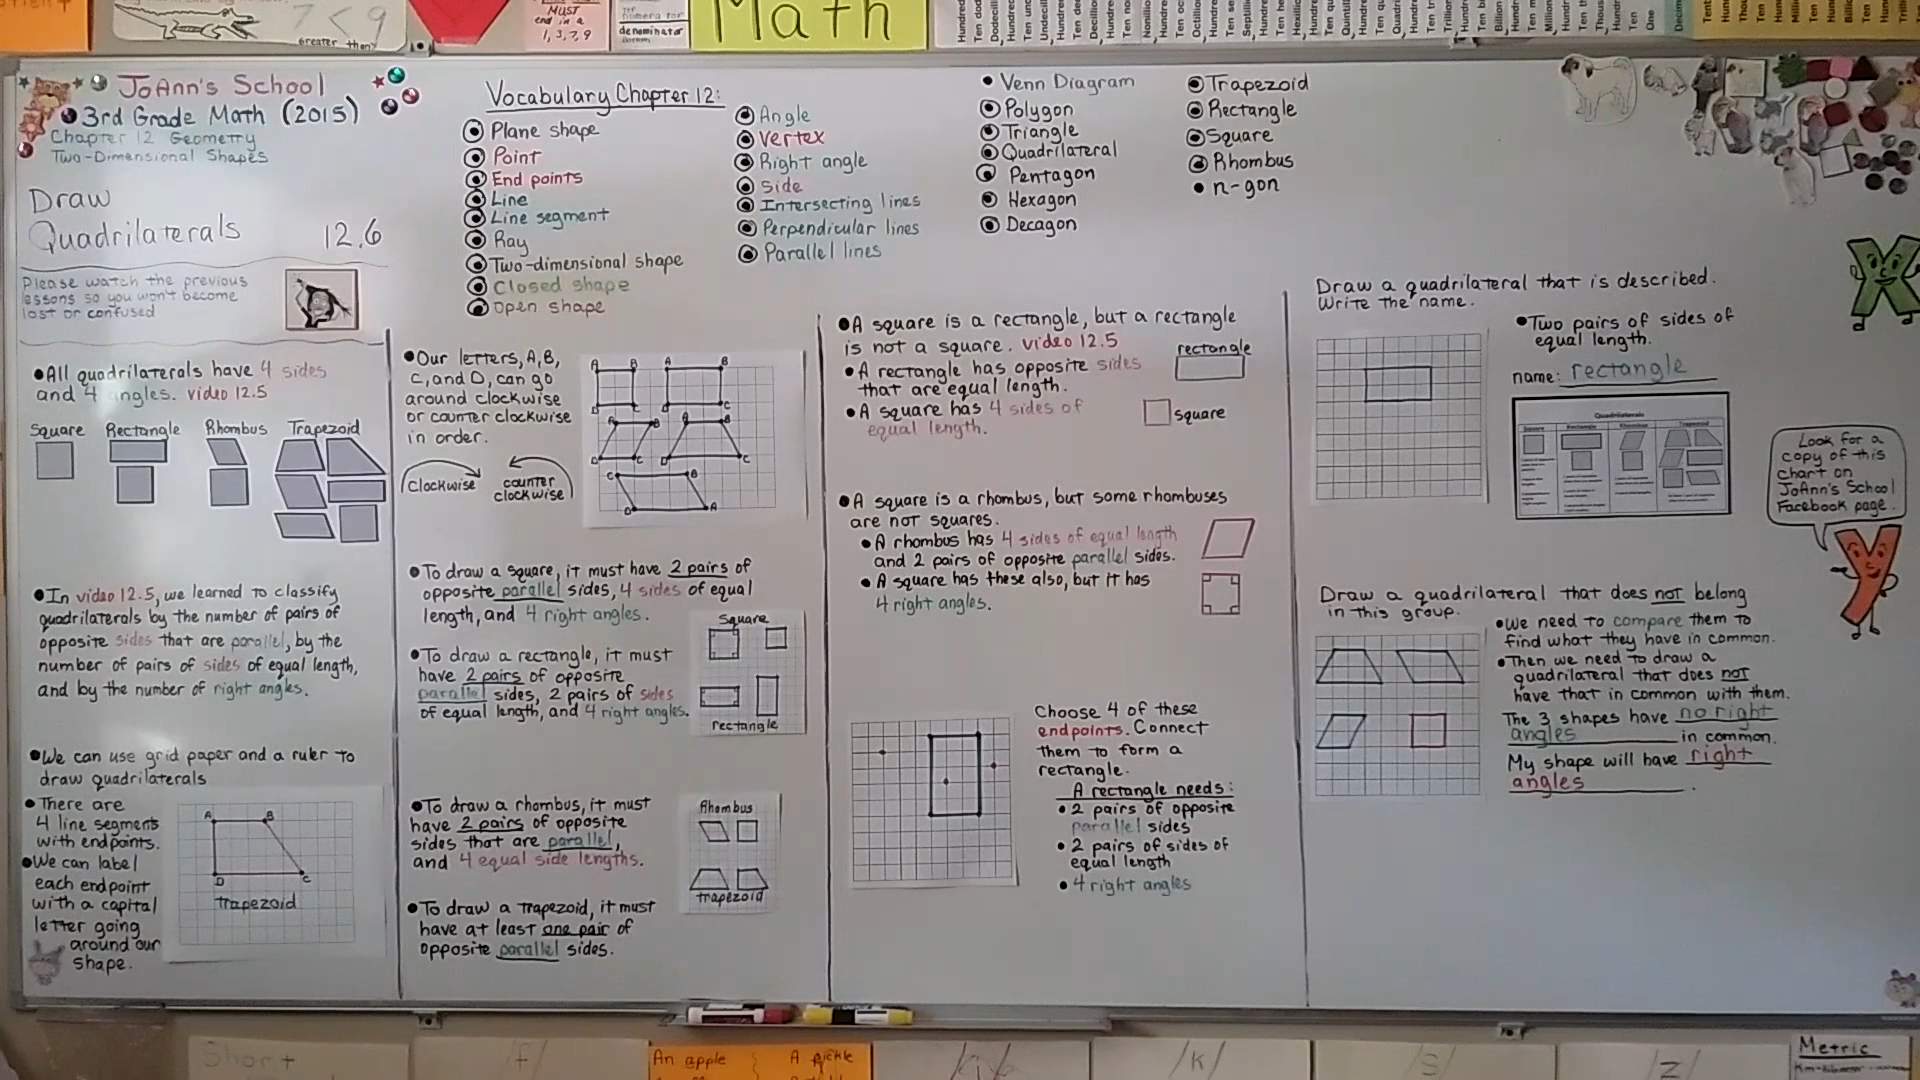 7 < 9
greater than
MUST
end in a
1, 3, 7, 9
denominator
Math
JoAnn's School
3rd Grade Math (2015)
Chapter 12 Geometry
Two-Dimensional Shapes
Draw
Quadrilaterals 12.6
Please watch the previous
lessons so you won't become
lost or confused
Vocabulary Chapter 12:
Plane shape
Point
End points
Line
Line segment
Ray
Two-dimensional shape
Closed shape
Open shape
Angle
Vertex
Right angle
Side
Intersecting lines
Perpendicular lines
Parallel lines
Venn Diagram
Polygon
Triangle
Quadrilateral
Pentagon
Hexagon
Decagon
Trapezoid
Rectangle
Square
Rhombus
n-gon
All quadrilaterals have 4 sides
and 4 angles. video 12.5
Square Rectangle Rhombus Trapezoid
In video 12.5, we learned to classify
quadrilaterals by the number of pairs of
opposite sides that are parallel, by the
number of pairs of sides of equal length,
and by the number of right angles.
We can use grid paper and a ruler to
draw quadrilaterals
There are
4 line segments
with endpoints.
We can label
each endpoint
with a capital
letter going
around our
shape.
A B
D C
trapezoid
Our letters, A, B,
C, and D, can go
around clockwise
or counter clockwise
in order.
clockwise
counter
clockwise
A B A B
D C D C
A B A B
D C D C
C B
D A
To draw a square, it must have 2 pairs of
opposite parallel sides, 4 sides of equal
length, and 4 right angles.
To draw a rectangle, it must
have 2 pairs of opposite
parallel sides, 2 pairs of sides
of equal length, and 4 right angles.
Square
rectangle
To draw a rhombus, it must
have 2 pairs of opposite
sides that are parallel,
and 4 equal side lengths.
Rhombus
trapezoid
To draw a trapezoid, it must
have at least one pair of
opposite parallel sides.
A square is a rectangle, but a rectangle
is not a square. video 12.5
A rectangle has opposite sides
that are equal length.
rectangle
A square has 4 sides of
equal length.
square
A square is a rhombus, but some rhombuses
are not squares.
A rhombus has 4 sides of equal length
and 2 pairs of opposite parallel sides.
A square has these also, but it has
4 right angles.
Choose 4 of these
endpoints. Connect
them to form a
rectangle.
A rectangle needs:
2 pairs of opposite
parallel sides
2 pairs of sides of
equal length
4 right angles
Draw a quadrilateral that is described.
Write the name.
Two pairs of sides of
equal length.
name: rectangle
Quadrilaterals
Square Rectangle Rhombus Trapezoid
Look for a
copy of this
chart on
JoAnn's School
Facebook page.
Draw a quadrilateral that does not belong
in this group.
We need to compare them to
find what they have in common.
Then we need to draw a
quadrilateral that does not
have that in common with them.
The 3 shapes have no right
angles in common.
My shape will have right
angles.
Short
/f/
An apple
A pickle
/k/
/s/
/z/
Metric